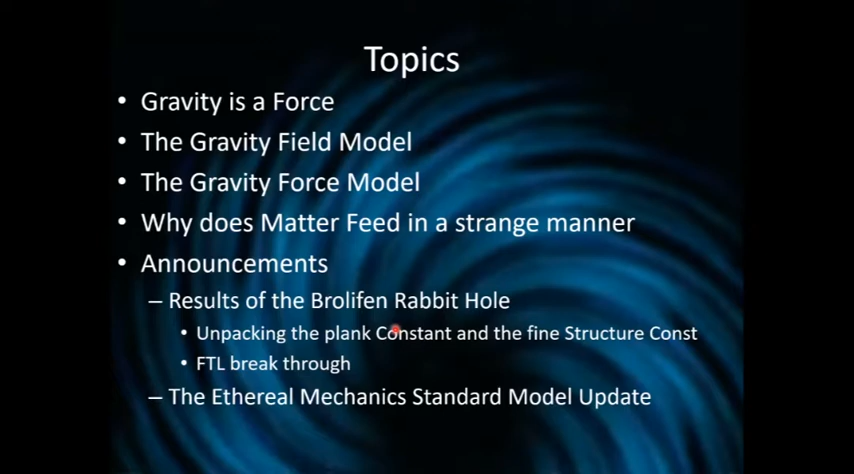 Topics
• Gravity is a Force
• The Gravity Field Model
• The Gravity Force Model
• Why does Matter Feed in a strange manner
• Announcements
– Results of the Brolifen Rabbit Hole
• Unpacking the plank Constant and the fine Structure Const
• FTL break through
– The Ethereal Mechanics Standard Model Update